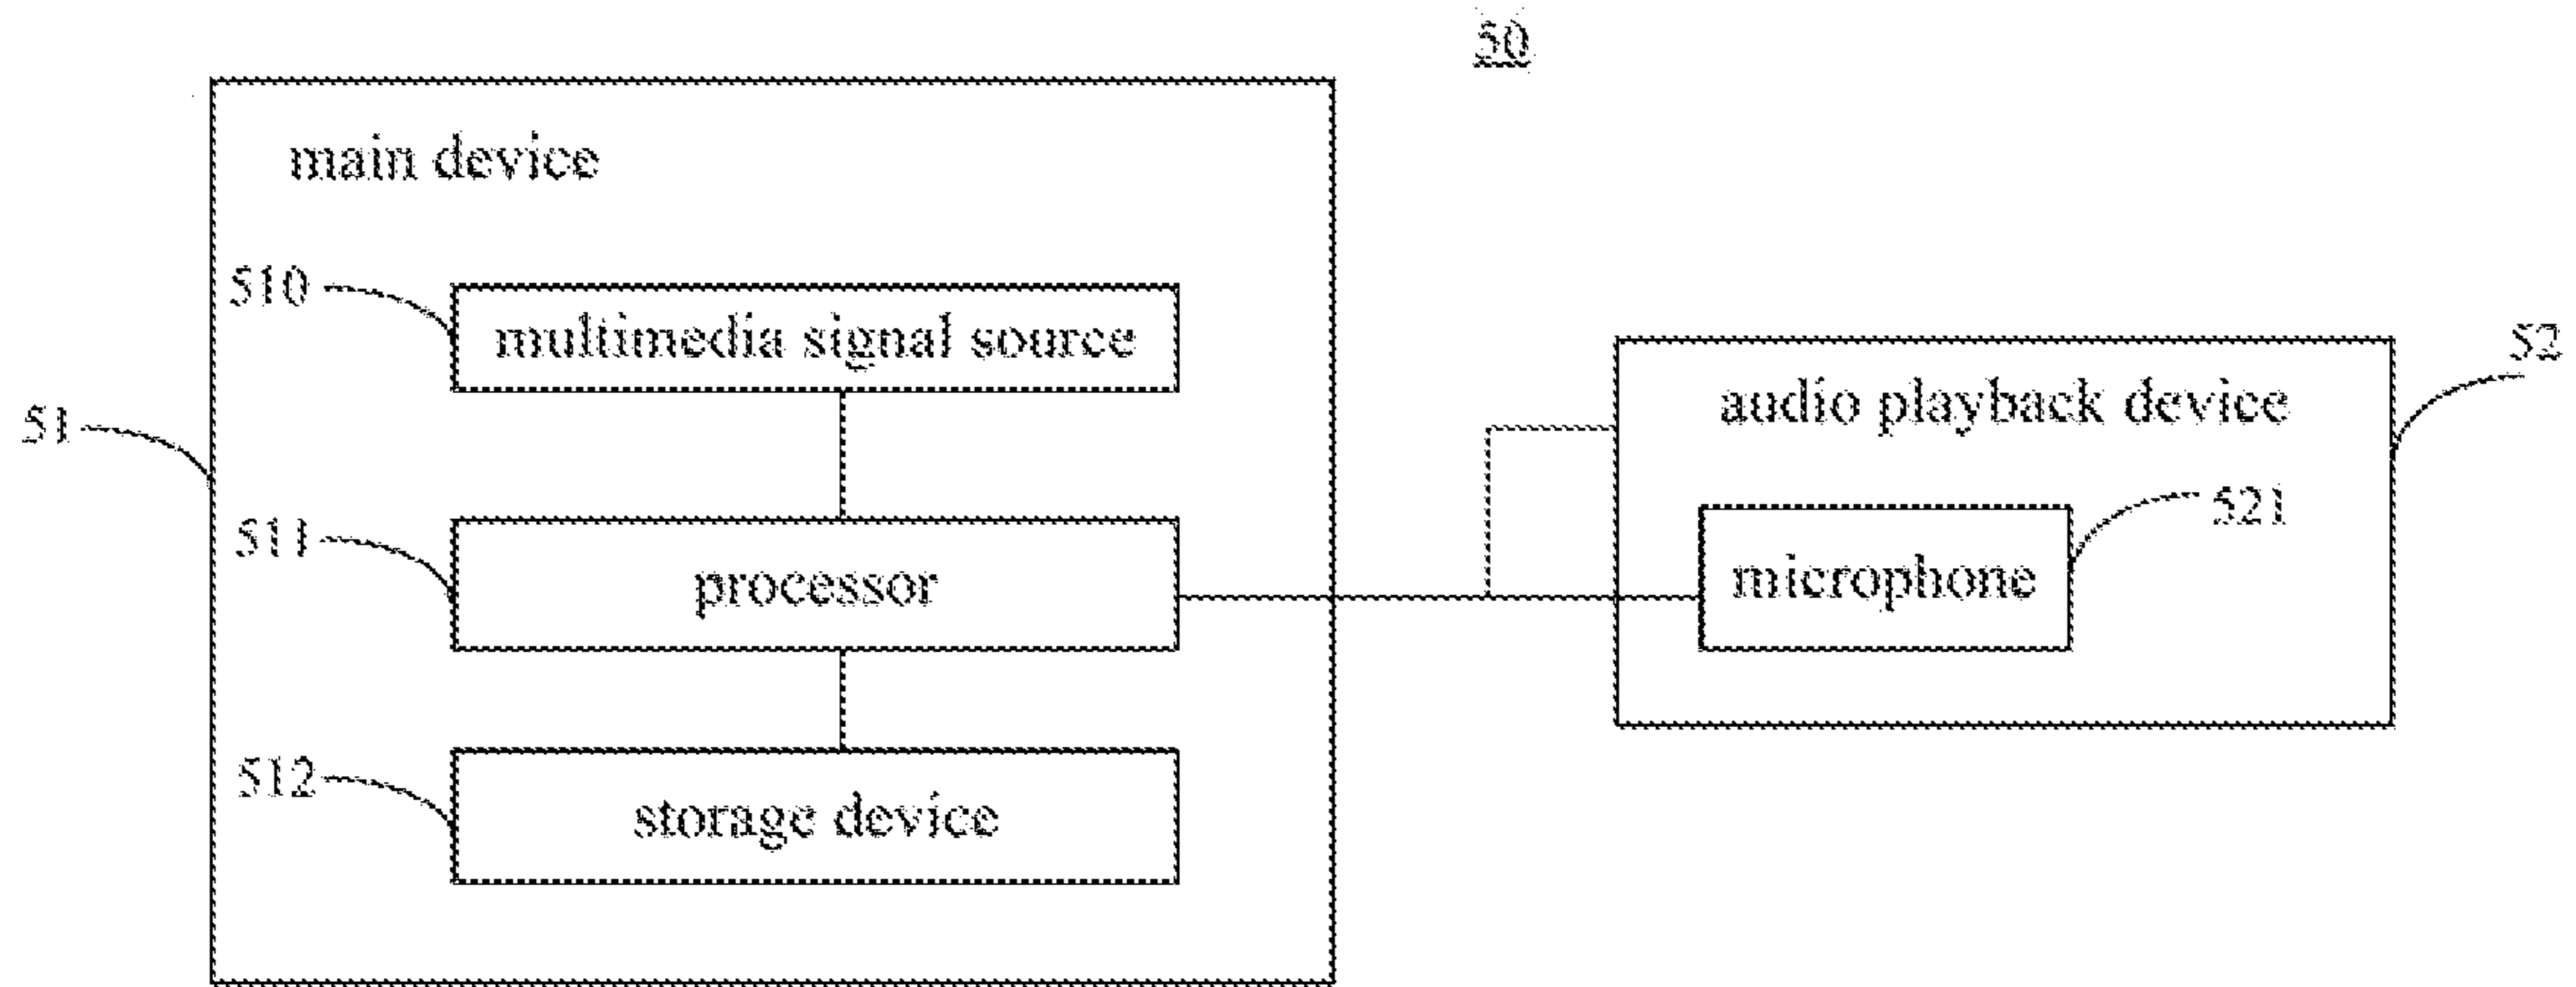 50
main device
510
multimedia signal source
52
audio playback device
51
521
511
processor
microphone
512
storage device